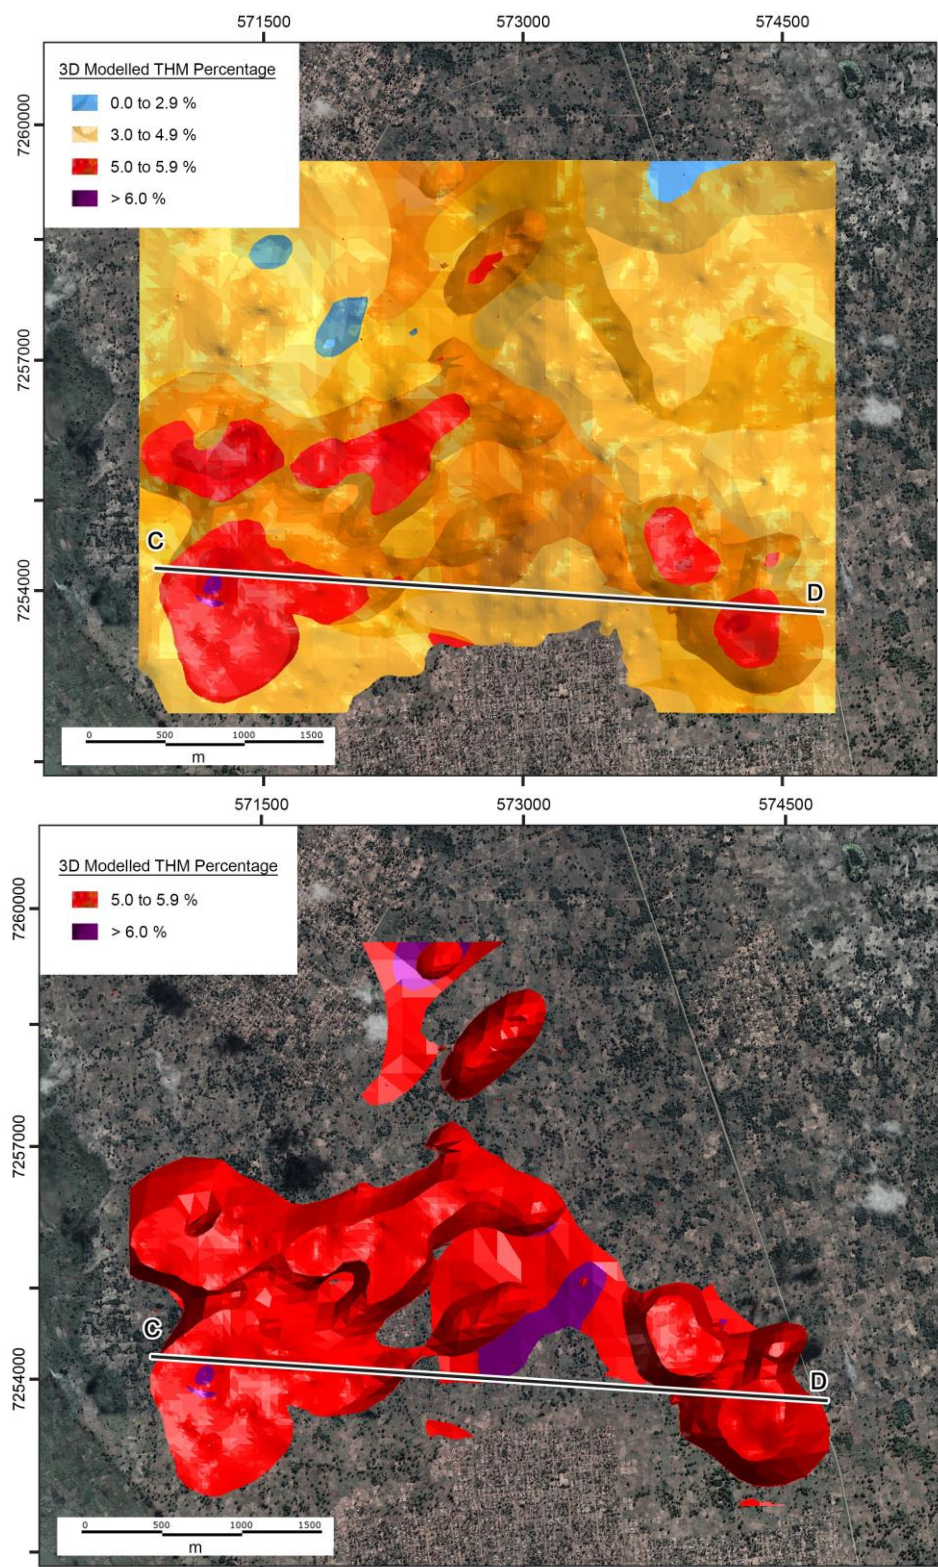 571500 573000 574500
3D Modelled THM Percentage
0.0 to 2.9 %
3.0 to 4.9 %
5.0 to 5.9 %
> 6.0 %
7260000
7257000
7254000
C
D
0 500 1000 1500
m
571500 573000 574500
3D Modelled THM Percentage
5.0 to 5.9 %
> 6.0 %
7260000
7257000
7254000
C
D
0 500 1000 1500
m